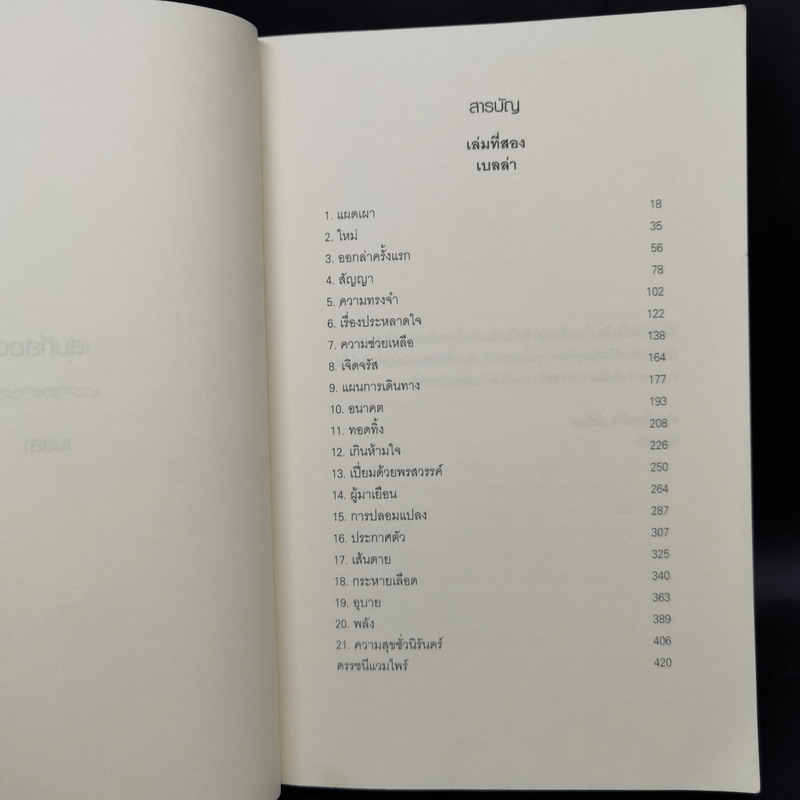 สารบัญ
เล่มที่สอง
เบลล่า
1. แผดเผา 18
2. ใหม่ 35
3. ออกล่าครั้งแรก 56
4. สัญญา 78
5. ความทรงจำ 102
6. เรื่องประหลาดใจ 122
7. ความช่วยเหลือ 138
8. เจิดจรัส 164
9. แผนการเดินทาง 177
10. อนาคต 193
11. ทอดทิ้ง 208
12. เกินห้ามใจ 226
13. เปี่ยมด้วยพรสวรรค์ 250
14. ผู้มาเยือน 264
15. การปลอมแปลง 287
16. ประกาศตัว 307
17. เส้นตาย 325
18. กระหายเลือด 340
19. อุบาย 363
20. พลัง 389
21. ความสุขชั่วนิรันดร์ 406
ดรรชนีแวมไพร์ 420